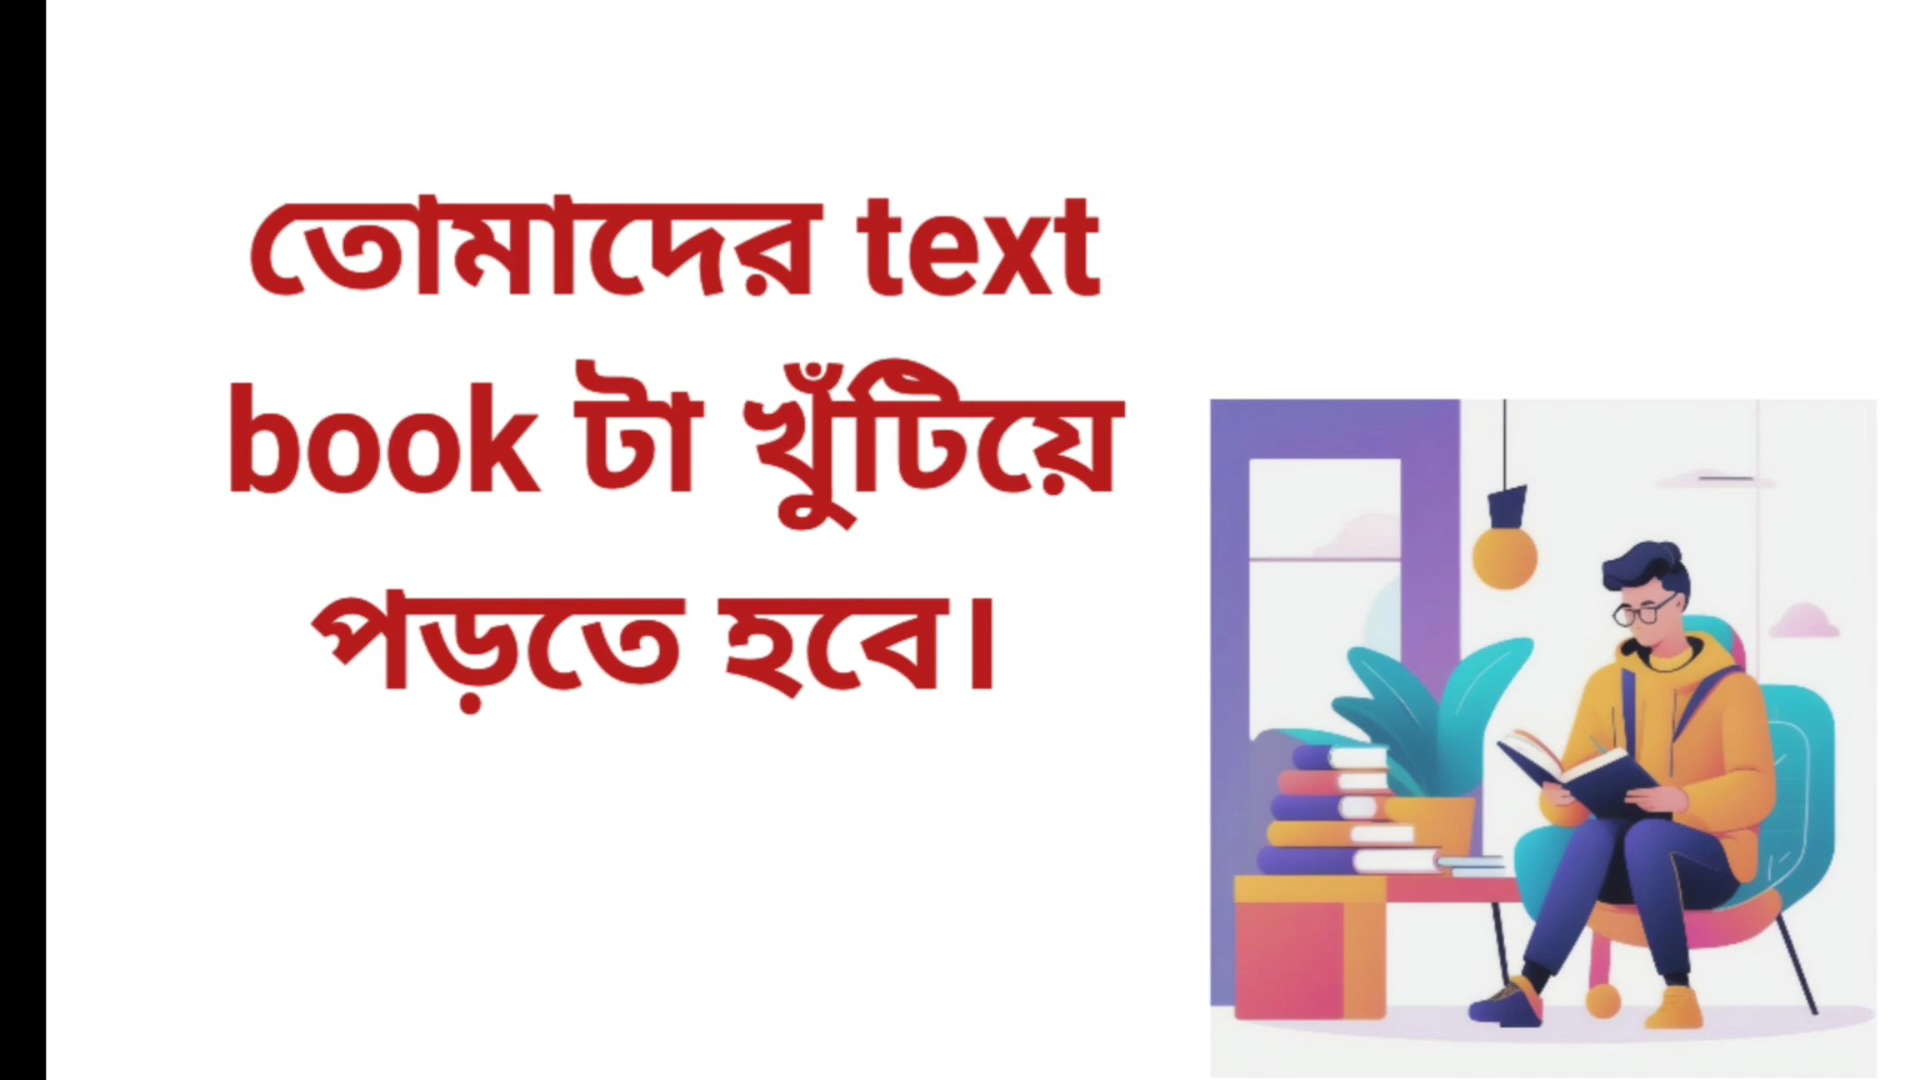 তোমাদের text
book টা খুঁটিয়ে
পড়তে হবে।